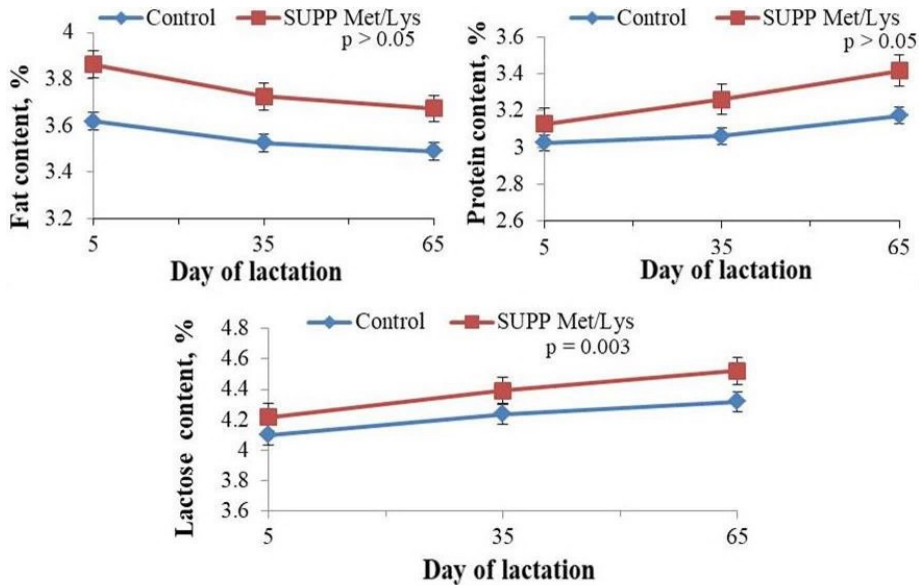 Control SUPP Met/Lys
p > 0.05
Fat content, %
4
3.8
3.6
3.4
3.2
5 35 65
Day of lactation
Control SUPP Met/Lys
p > 0.05
Protein content, %
3.6
3.4
3.2
3
2.8
2.6
5 35 65
Day of lactation
Control SUPP Met/Lys
p = 0.003
Lactose content, %
4.8
4.6
4.4
4.2
4
3.8
3.6
5 35 65
Day of lactation